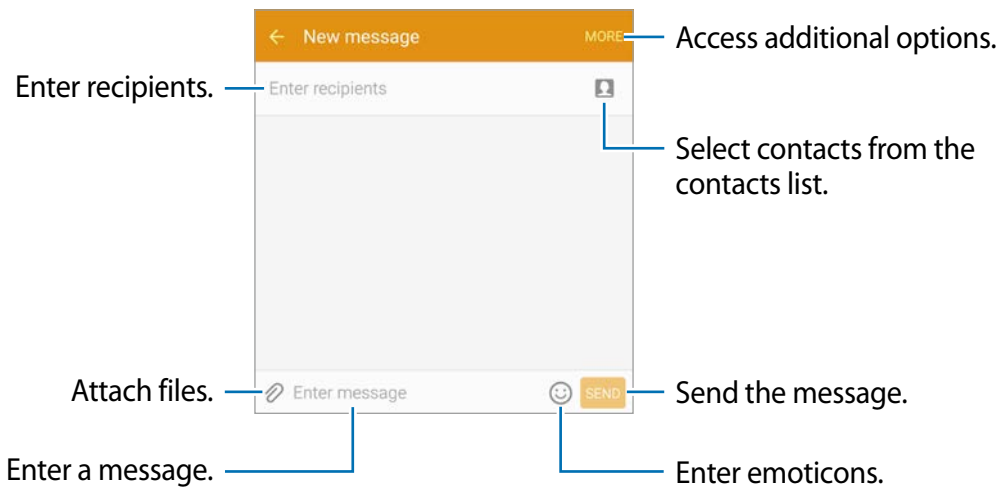 New message
MORE
Access additional options.
Enter recipients.
Enter recipients
Select contacts from the
contacts list.
Attach files.
Enter message
SEND
Send the message.
Enter a message.
Enter emoticons.